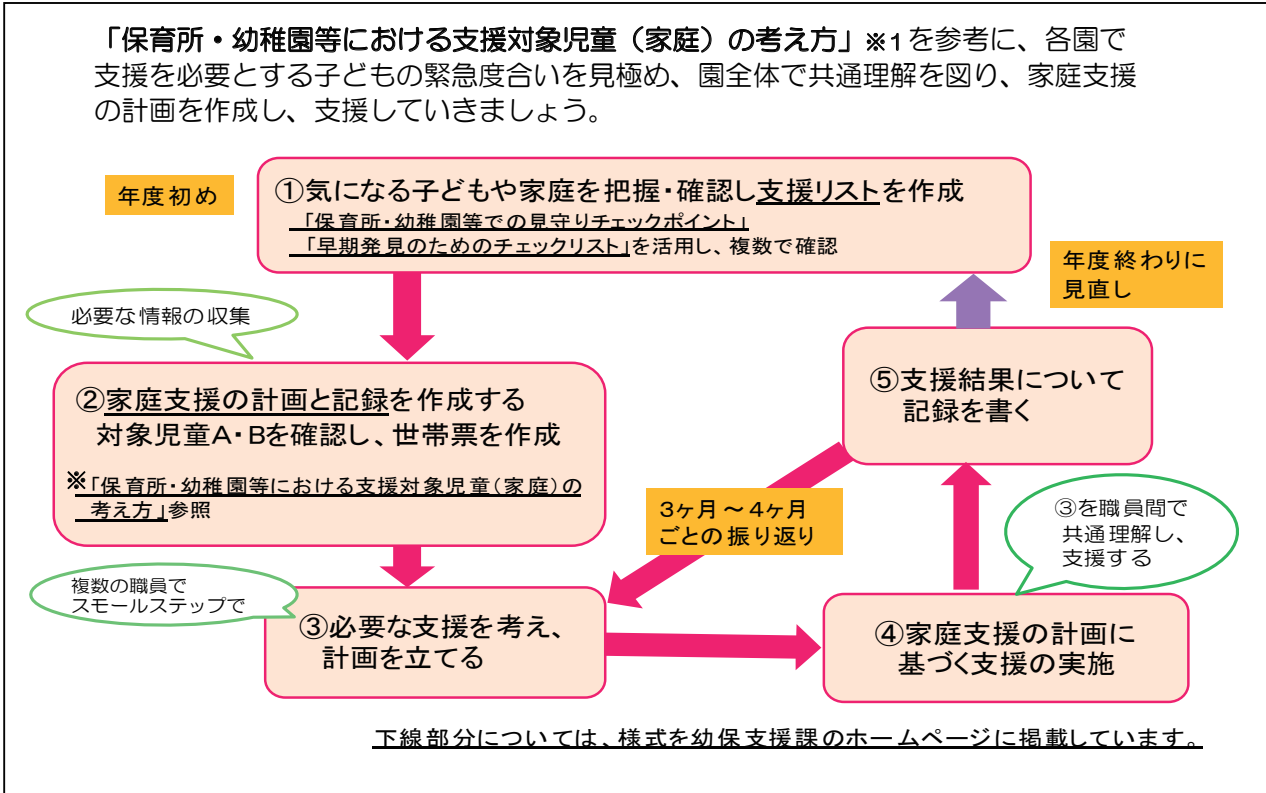 「保育所・幼稚園等における支援対象児童（家庭）の考え方」※1を参考に、各園で
支援を必要とする子どもの緊急度合いを見極め、園全体で共通理解を図り、家庭支援
の計画を作成し、支援していきましょう。
年度初め
①気になる子どもや家庭を把握・確認し支援リストを作成
「保育所・幼稚園等での見守りチェックポイント」
「早期発見のためのチェックリスト」を活用し、複数で確認
年度終わりに
見直し
必要な情報の収集
②家庭支援の計画と記録を作成する
対象児童A・Bを確認し、世帯票を作成
※「保育所・幼稚園等における支援対象児童（家庭）の
考え方」参照
⑤支援結果について
記録を書く
3ヶ月～4ヶ月
ごとの振り返り
③を職員間で
共通理解し、
支援する
複数の職員で
スモールステップで
③必要な支援を考え、
計画を立てる
④家庭支援の計画に
基づく支援の実施
下線部分については、様式を幼保支援課のホームページに掲載しています。